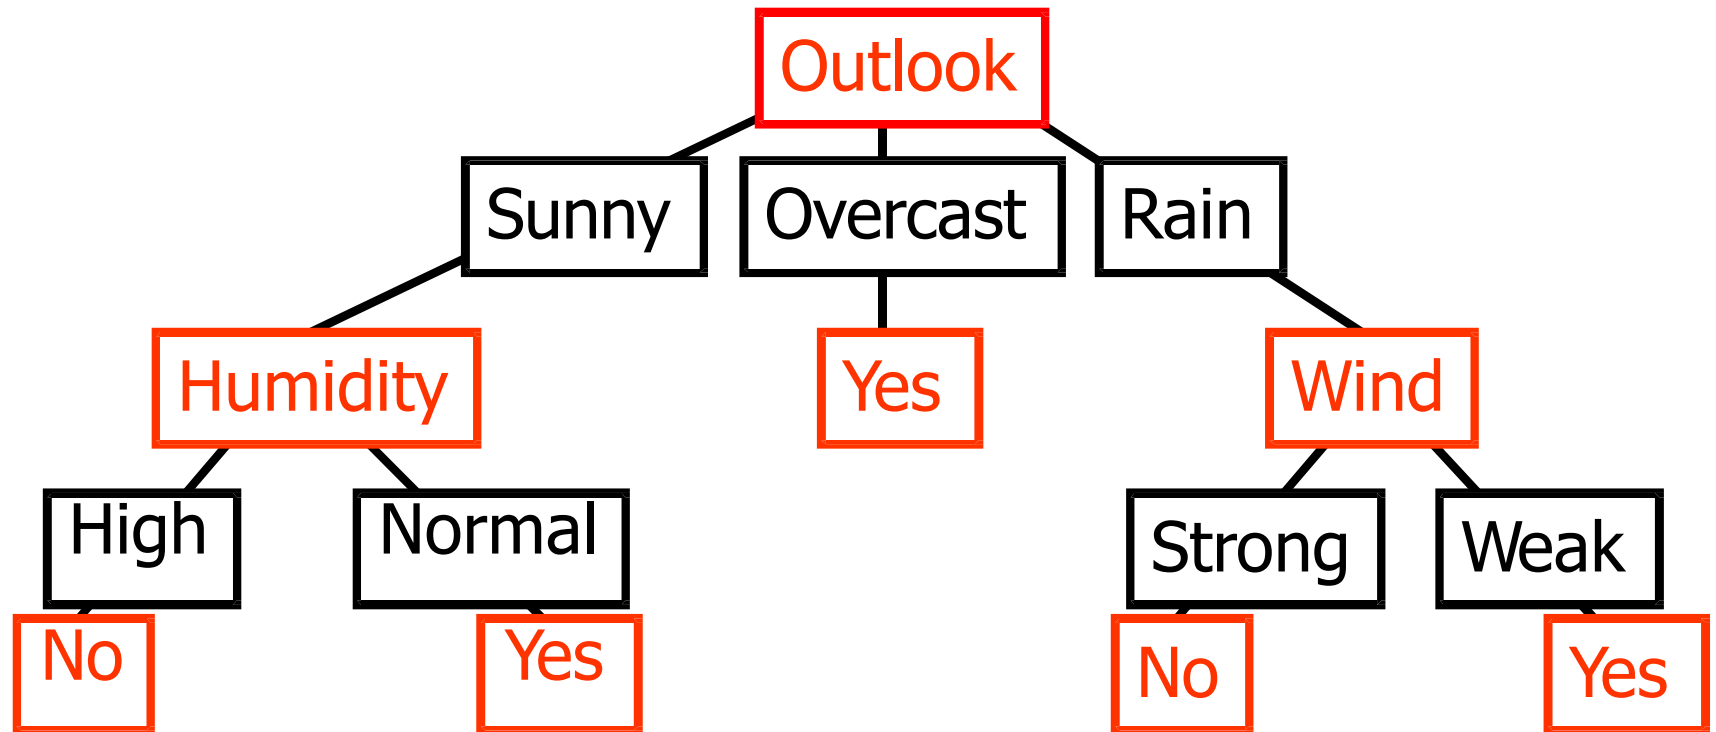 Outlook
Sunny Overcast Rain
Humidity Yes Wind
High Normal Strong Weak
No Yes No Yes